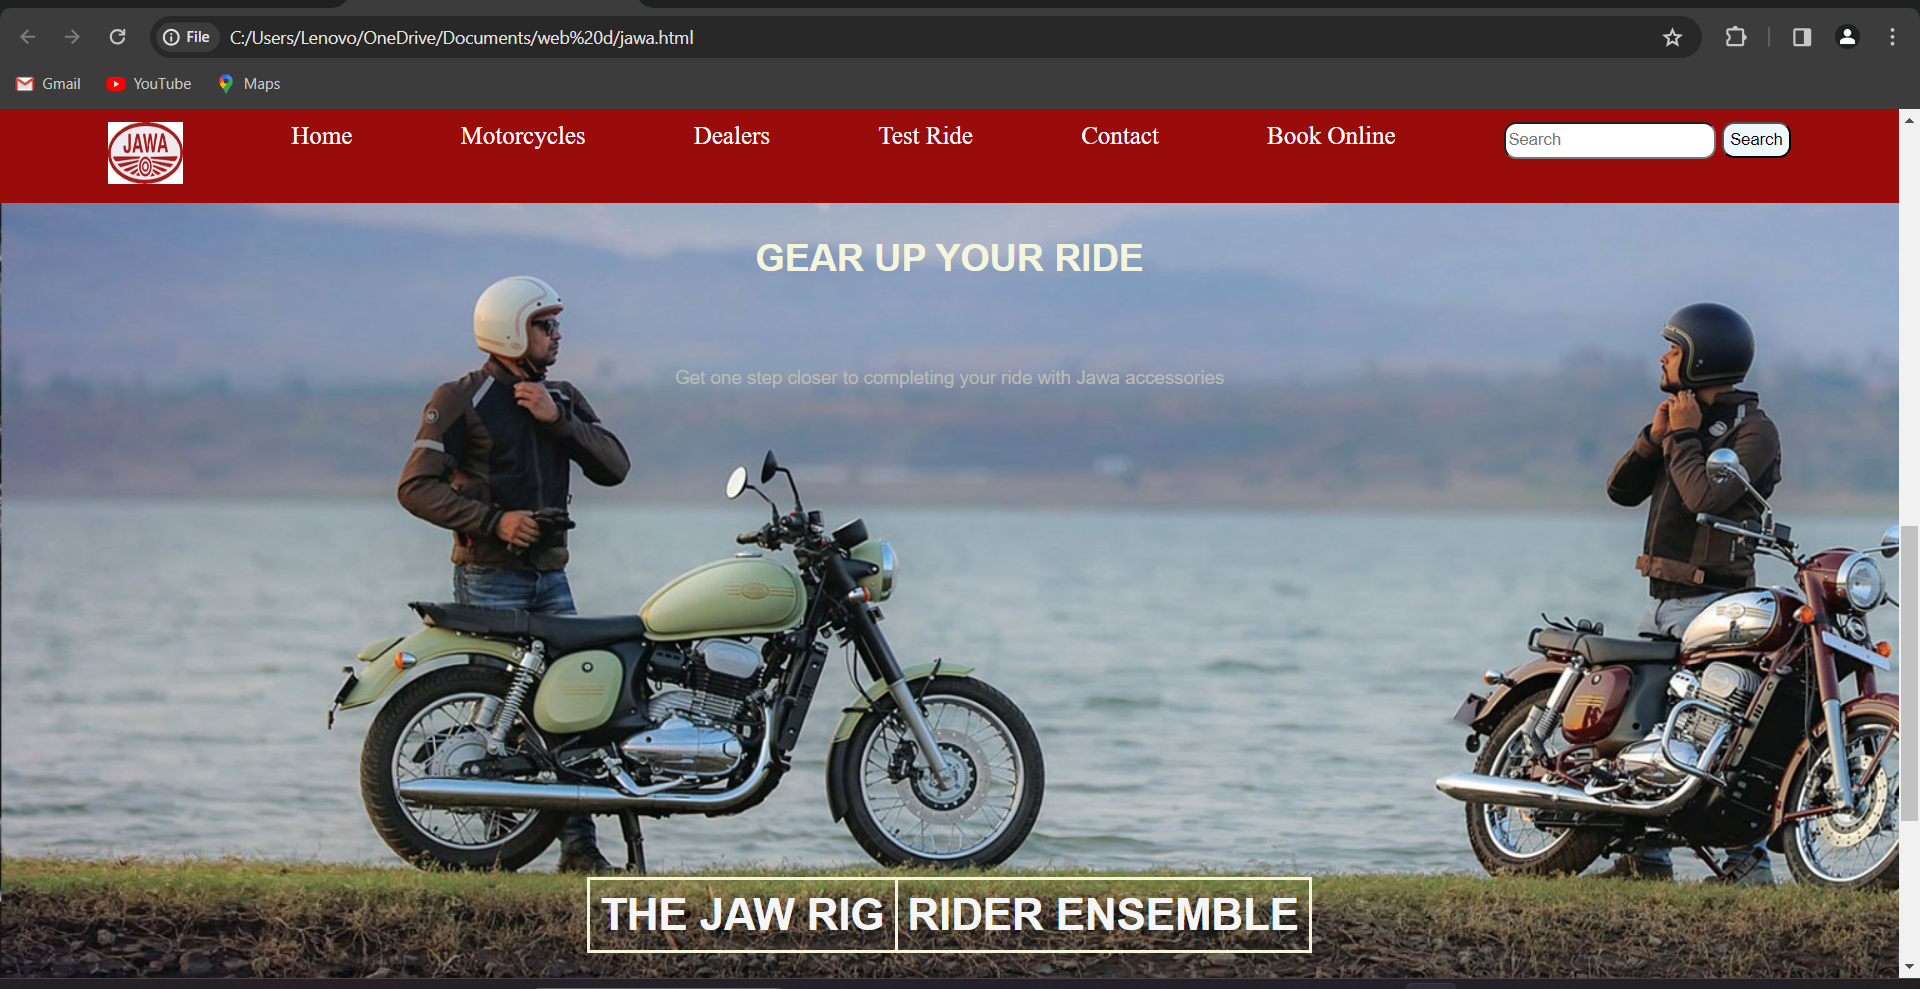 File C:/Users/Lenovo/OneDrive/Documents/web%20d/jawa.html
Gmail YouTube Maps
JAWA Home Motorcycles Dealers Test Ride Contact Book Online Search Search
GEAR UP YOUR RIDE
Get one step closer to completing your ride with Jawa accessories
THE JAW RIG RIDER ENSEMBLE